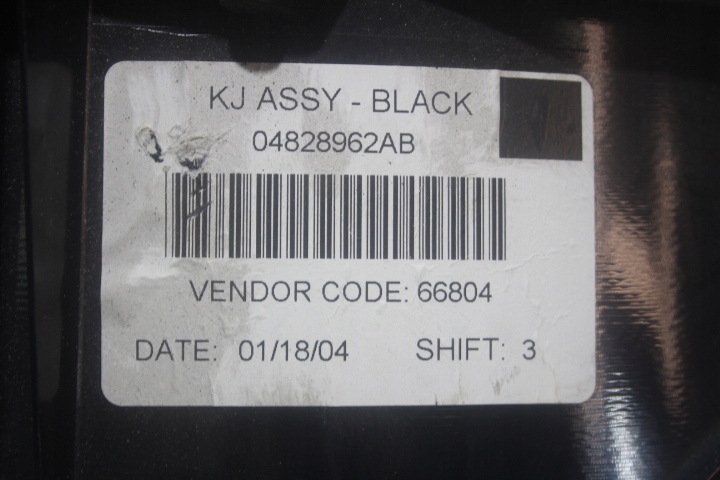 KJ ASSY - BLACK
04828962AB
VENDOR CODE: 66804
DATE: 01/18/04 SHIFT: 3